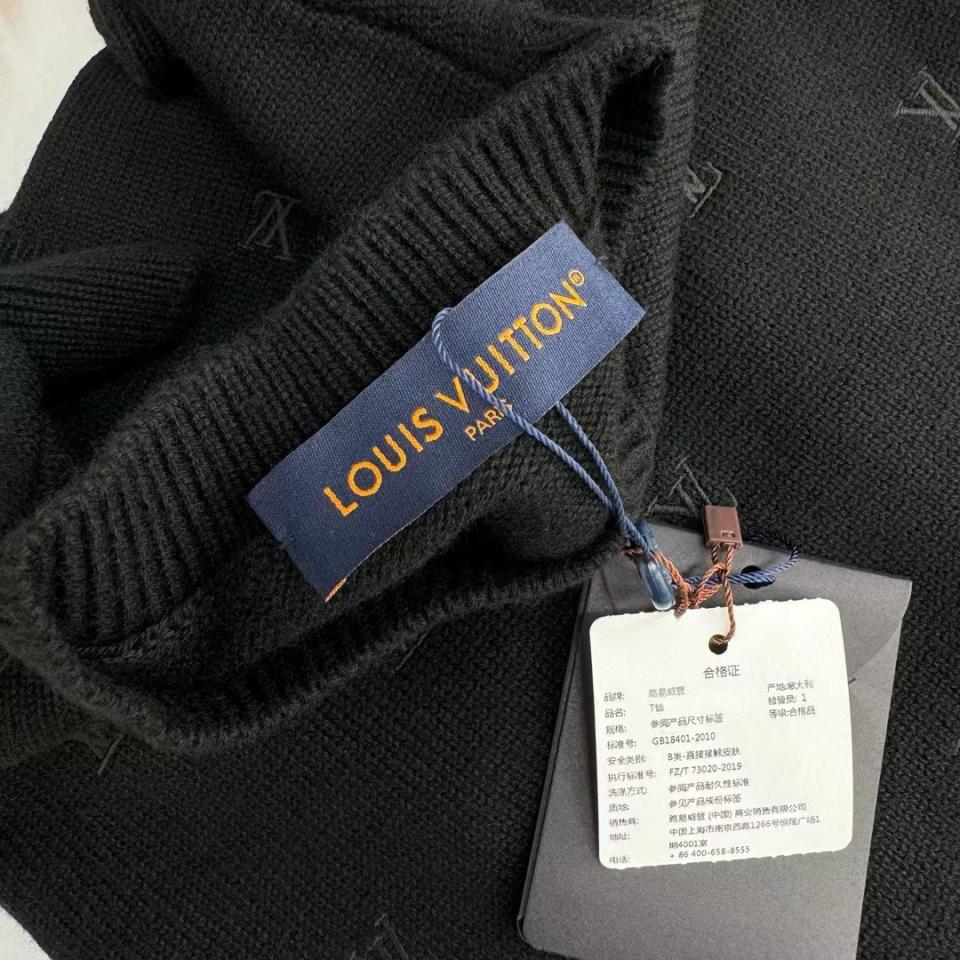 LOUIS VUITTON®
PARIS
合格证
品牌: 路易威登 产地:意大利
品名: T恤 检验员: 1
规格: 参阅产品尺寸标签 等级:合格品
标准号: GB18401-2010
安全类别: B类-直接接触皮肤
执行标准号: FZ/T 73020-2019
洗涤方式: 参阅产品耐久性标准
质地: 参见产品成份标签
销售商: 路易威登 (中国) 商业销售有限公司
地址: 中国上海市南京西路1266号恒隆广场1
期4001室
电话: + 86 400-658-8555
LV
LV
LV
LV